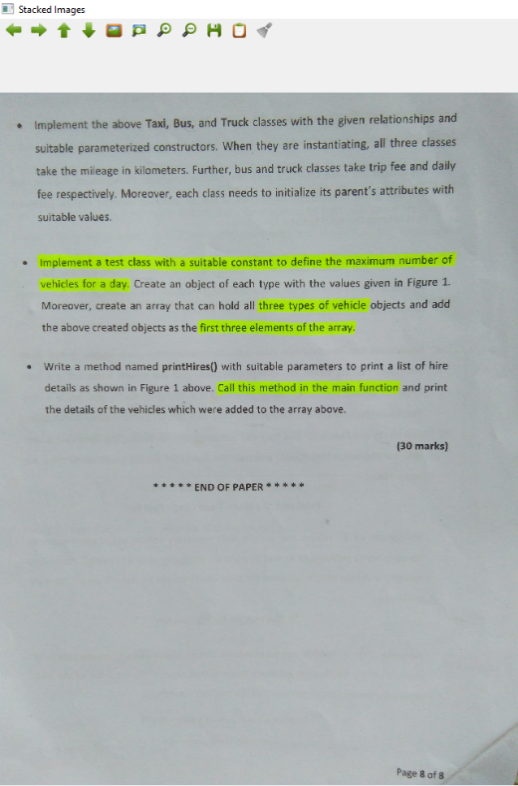 Stacked Images
• Implement the above Taxi, Bus, and Truck classes with the given relationships and
suitable parameterized constructors. When they are instantiating, all three classes
take the mileage in kilometers. Further, bus and truck classes take trip fee and daily
fee respectively. Moreover, each class needs to initialize its parent's attributes with
suitable values.
• Implement a test class with a suitable constant to define the maximum number of
vehicles for a day. Create an object of each type with the values given in Figure 1.
Moreover, create an array that can hold all three types of vehicle objects and add
the above created objects as the first three elements of the array.
• Write a method named printHires() with suitable parameters to print a list of hire
details as shown in Figure 1 above. Call this method in the main function and print
the details of the vehicles which were added to the array above.
(30 marks)
* * * * * END OF PAPER * * * * *
Page 8 of 8